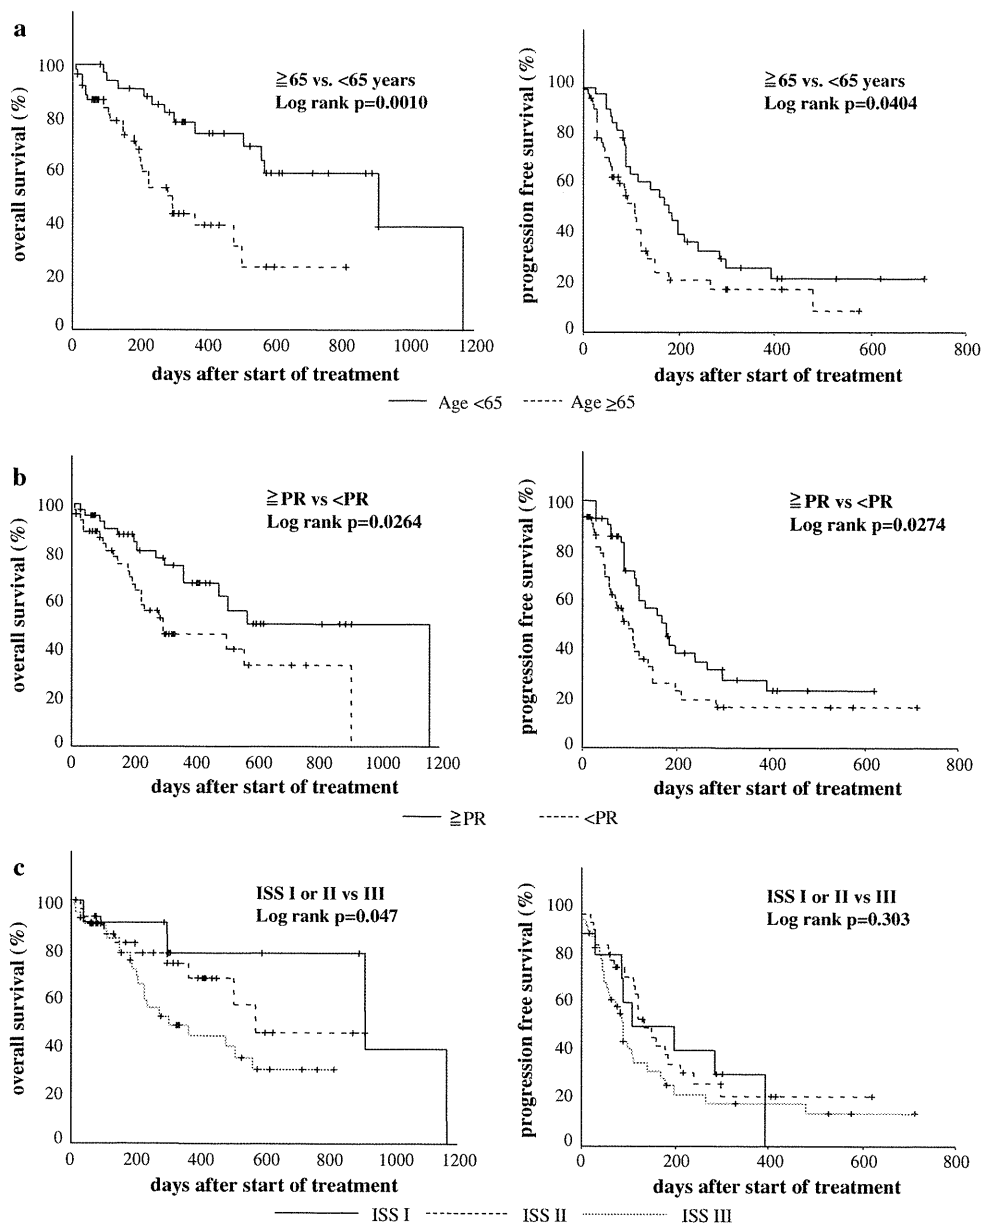 a
≧65 vs. <65 years
Log rank p=0.0010
overall survival (%)
100
80
60
40
20
0
0 200 400 600 800 1000 1200
days after start of treatment
≧65 vs. <65 years
Log rank p=0.0404
progression free survival (%)
100
80
60
40
20
0
0 200 400 600 800
days after start of treatment
Age <65 Age ≥65
b
≧PR vs <PR
Log rank p=0.0264
overall survival (%)
100
80
60
40
20
0
0 200 400 600 800 1000 1200
days after start of treatment
≧PR vs <PR
Log rank p=0.0274
progression free survival (%)
100
80
60
40
20
0
0 200 400 600 800
days after start of treatment
≧PR <PR
c
ISS I or II vs III
Log rank p=0.047
overall survival (%)
100
80
60
40
20
0
0 200 400 600 800 1000 1200
days after start of treatment
ISS I or II vs III
Log rank p=0.303
progression free survival (%)
100
80
60
40
20
0
0 200 400 600 800
days after start of treatment
ISS I ISS II ISS III